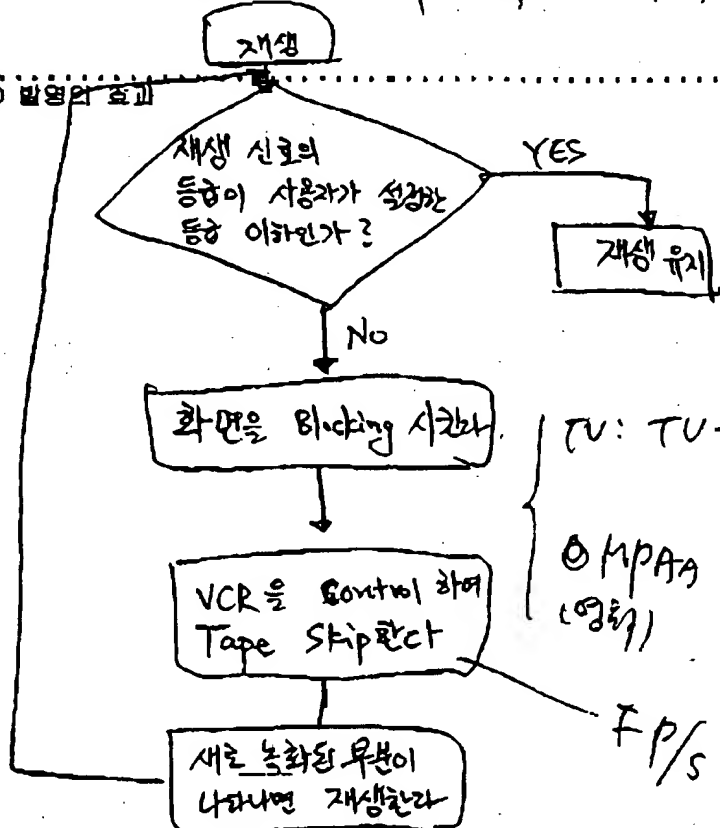 재생
발명의 효과
재생 신호의
등급이 사용자가 설정한
등급 이하인가?
YES
재생 유지
NO
화면을 Blocking 시킨다.
TV: TV-
MPAA
(영화)
VCR을 control 하여
Tape Skip한다
FP/S
새로 녹화된 부분이
나타나면 재생한다